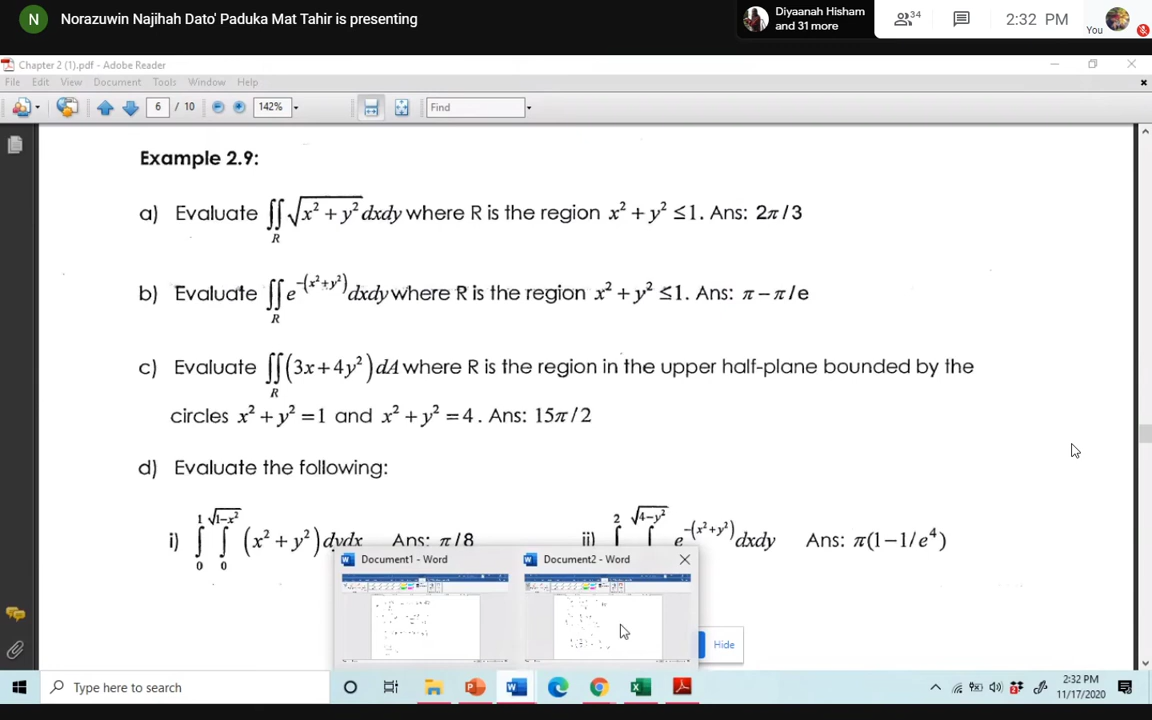 N Norazuwin Najihah Dato' Paduka Mat Tahir is presenting
Diyaanah Hisham
and 31 more
34
2:32 PM
You
Chapter 2 (1).pdf - Adobe Reader
File Edit View Document Tools Window Help
6 / 10 142% Find
Example 2.9:
a) Evaluate ∬_R √(x² + y²) dxdy where R is the region x² + y² ≤ 1. Ans: 2π/3
b) Evaluate ∬_R e^{-(x²+y²)} dxdy where R is the region x² + y² ≤ 1. Ans: π − π/e
c) Evaluate ∬_R (3x + 4y²) dA where R is the region in the upper half-plane bounded by the
circles x² + y² = 1 and x² + y² = 4. Ans: 15π/2
d) Evaluate the following:
i) ∫_0^1 ∫_0^{√(1−x²)} (x² + y²) dydx Ans: π/8 ii) ∫^2 ∫^{√(4−y²)} e^{-(x²+y²)} dxdy Ans: π(1−1/e⁴)
Document1 - Word Document2 - Word
Hide
Type here to search
2:32 PM
11/17/2020